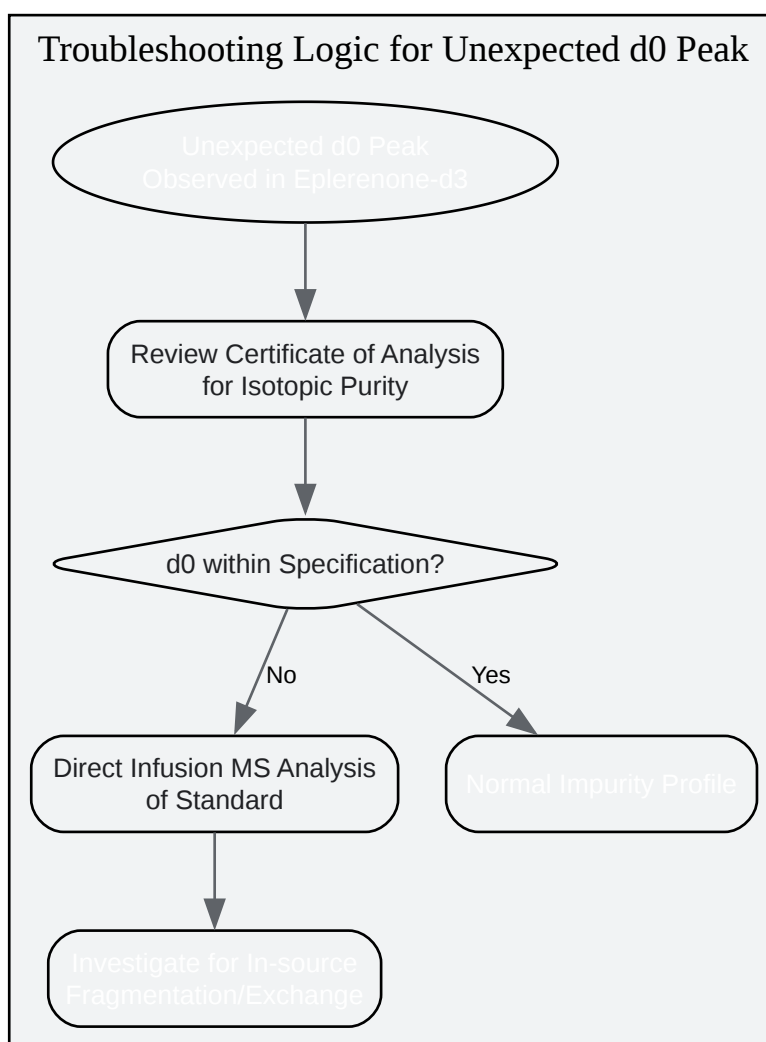 Troubleshooting Logic for Unexpected d0 Peak
Unexpected d0 Peak
Observed in Eplerenone-d3
Review Certificate of Analysis
for Isotopic Purity
d0 within Specification?
No
Yes
Direct Infusion MS Analysis
of Standard
Normal Impurity Profile
Investigate for In-source
Fragmentation/Exchange